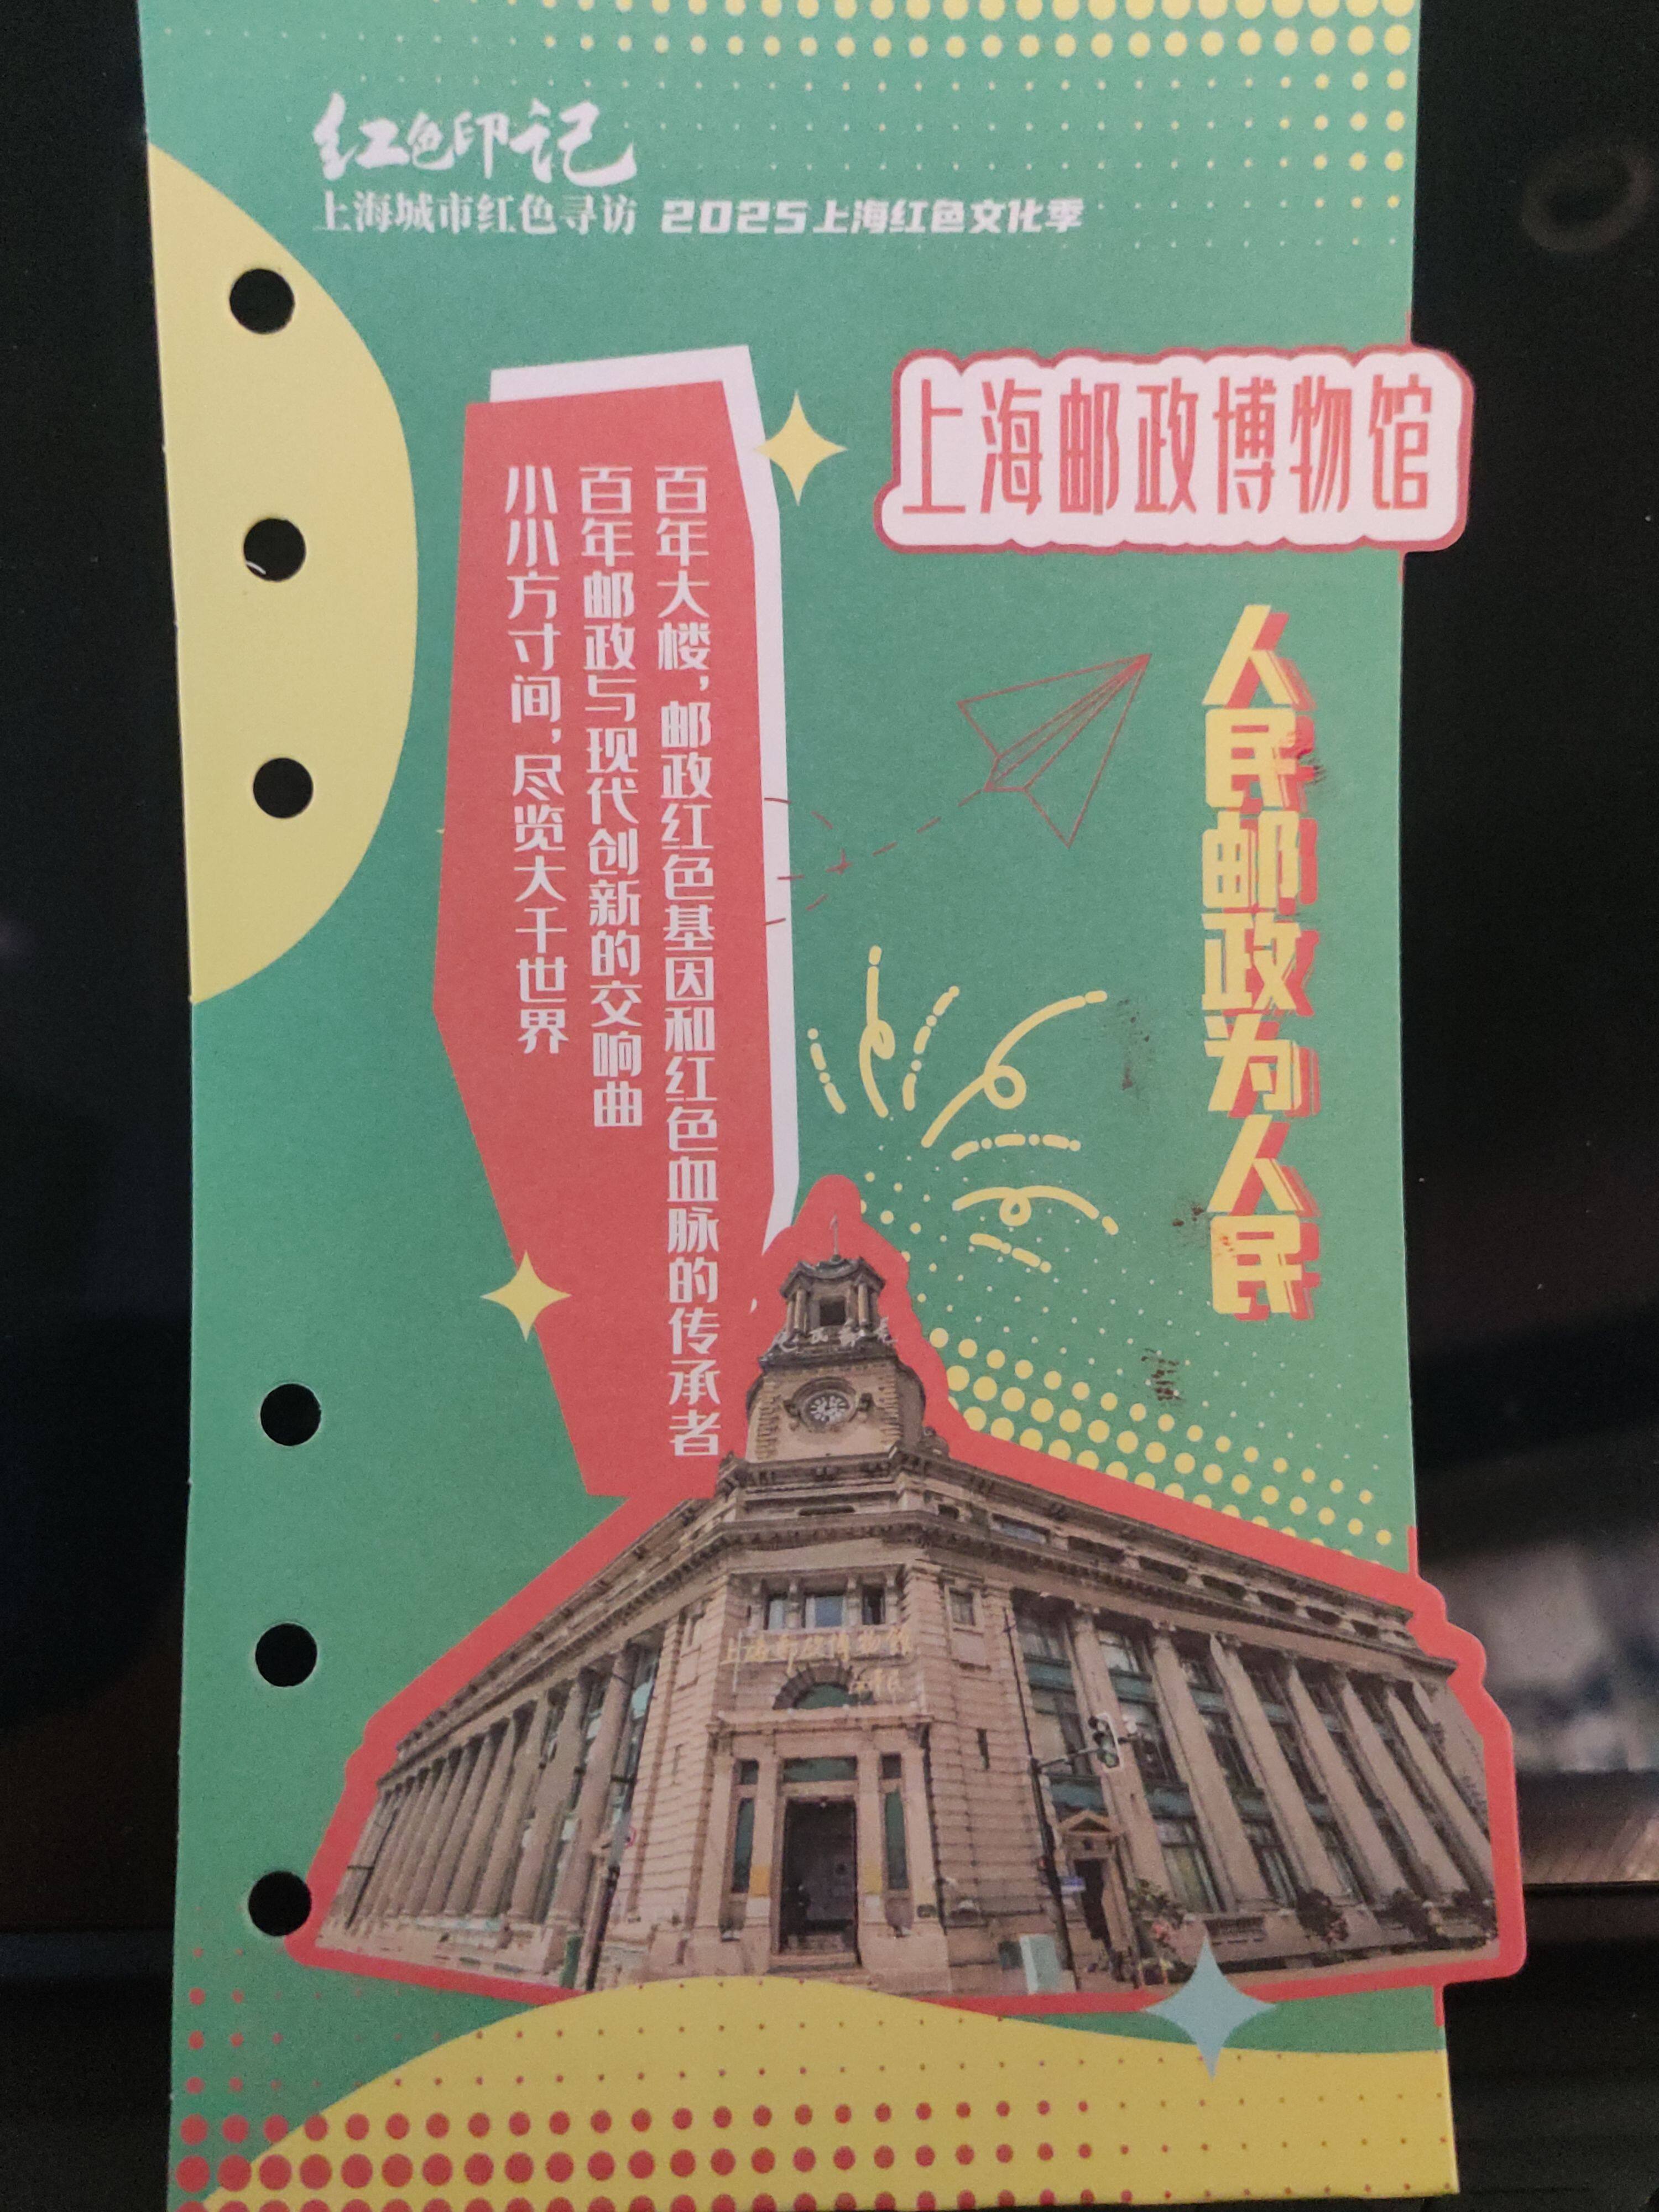 红色印记
上海城市红色寻访 2025上海红色文化季
上海邮政博物馆
人民邮政为人民
百年大楼，邮政红色基因和红色血脉的传承者
百年邮政与现代创新的交响曲
小小方寸间，尽览大千世界
上海邮政博物馆